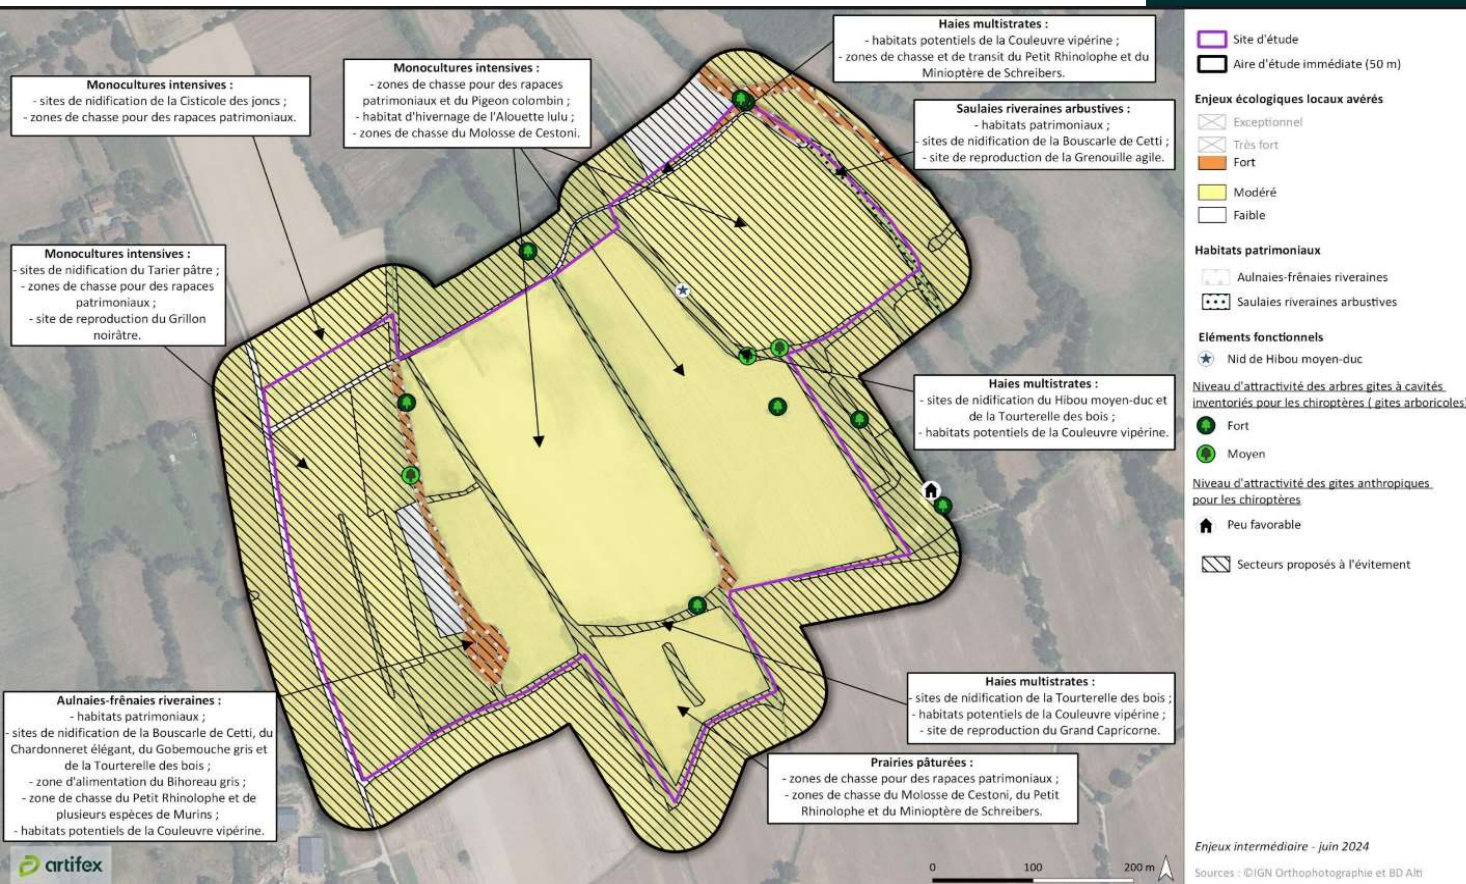 Monocultures intensives :
- sites de nidification de la Cisticole des joncs ;
- zones de chasse pour des rapaces patrimoniaux.
Monocultures intensives :
- zones de chasse pour des rapaces
patrimoniaux et du Pigeon colombin ;
- habitat d'hivernage de l'Alouette lulu ;
- zones de chasse du Molosse de Cestoni.
Haies multistrates :
- habitats potentiels de la Couleuvre vipérine ;
- zones de chasse et de transit du Petit Rhinolophe et du
Minioptère de Schreibers.
Saulaies riveraines arbustives :
- habitats patrimoniaux ;
- sites de nidification de la Bouscarle de Cetti ;
- site de reproduction de la Grenouille agile.
Monocultures intensives :
- sites de nidification du Tarier pâtre ;
- zones de chasse pour des rapaces
patrimoniaux ;
- site de reproduction du Grillon
noirâtre.
Haies multistrates :
- sites de nidification du Hibou moyen-duc et
de la Tourterelle des bois ;
- habitats potentiels de la Couleuvre vipérine.
Haies multistrates :
- sites de nidification de la Tourterelle des bois ;
- habitats potentiels de la Couleuvre vipérine ;
- site de reproduction du Grand Capricorne.
Aulnaies-frênaies riveraines :
- habitats patrimoniaux ;
- sites de nidification de la Bouscarle de Cetti, du
Chardonneret élégant, du Gobemouche gris et
de la Tourterelle des bois ;
- zone d'alimentation du Bihoreau gris ;
- zone de chasse du Petit Rhinolophe et de
plusieurs espèces de Murins ;
- habitats potentiels de la Couleuvre vipérine.
Prairies pâturées :
- zones de chasse pour des rapaces patrimoniaux ;
- zones de chasse du Molosse de Cestoni, du Petit
Rhinolophe et du Minioptère de Schreibers.
artifex
0 100 200 m
Site d'étude
Aire d'étude immédiate (50 m)
Enjeux écologiques locaux avérés
Exceptionnel
Très fort
Fort
Modéré
Faible
Habitats patrimoniaux
Aulnaies-frênaies riveraines
Saulaies riveraines arbustives
Eléments fonctionnels
Nid de Hibou moyen-duc
Niveau d'attractivité des arbres gites à cavités
inventoriés pour les chiroptères ( gites arboricoles)
Fort
Moyen
Niveau d'attractivité des gites anthropiques
pour les chiroptères
Peu favorable
Secteurs proposés à l'évitement
Enjeux intermédiaire - juin 2024
Sources : ©IGN Orthophotographie et BD Alti